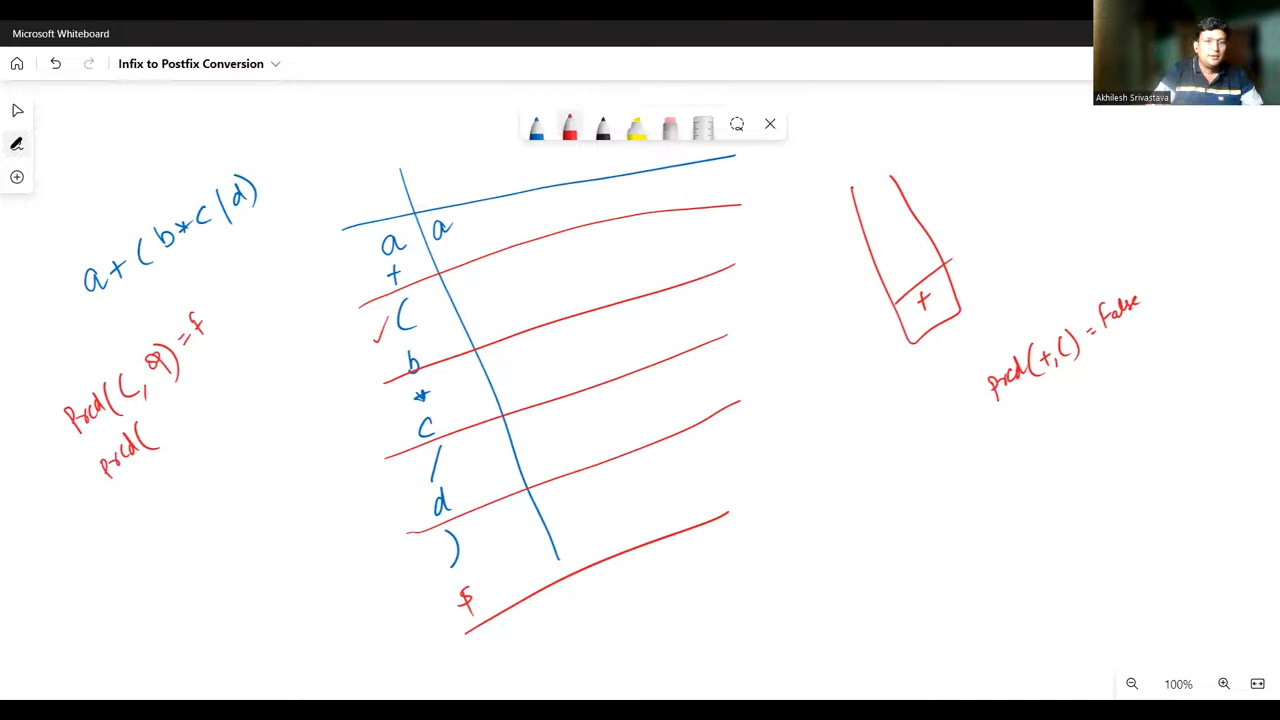 Microsoft Whiteboard
Infix to Postfix Conversion
Akhilesh Srivastava
a+(b*c/d)
a a
+
(
b
*
c
/
d
)
$
+
prcd(+,()=False
Prcd((, )=f
prcd(
100%